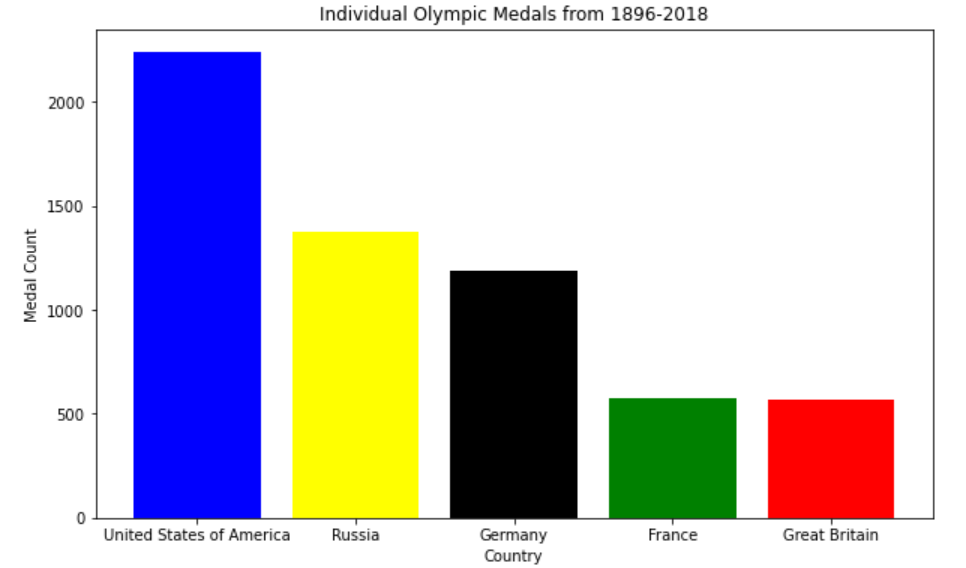 Individual Olympic Medals from 1896-2018
Medal Count
2000
1500
1000
500
0
United States of America Russia Germany France Great Britain
Country